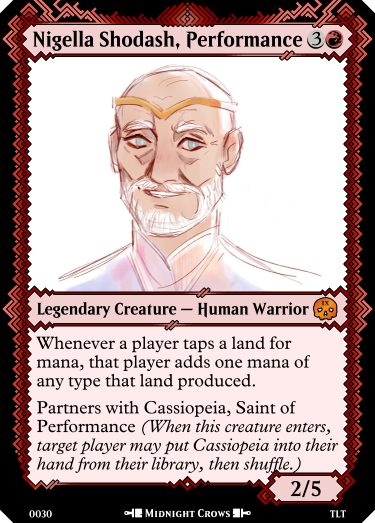 Nigella Shodash, Performance 3
Legendary Creature — Human Warrior
Whenever a player taps a land for
mana, that player adds one mana of
any type that land produced.
Partners with Cassiopeia, Saint of
Performance (When this creature enters,
target player may put Cassiopeia into their
hand from their library, then shuffle.)
2/5
0030 Midnight Crows TLT